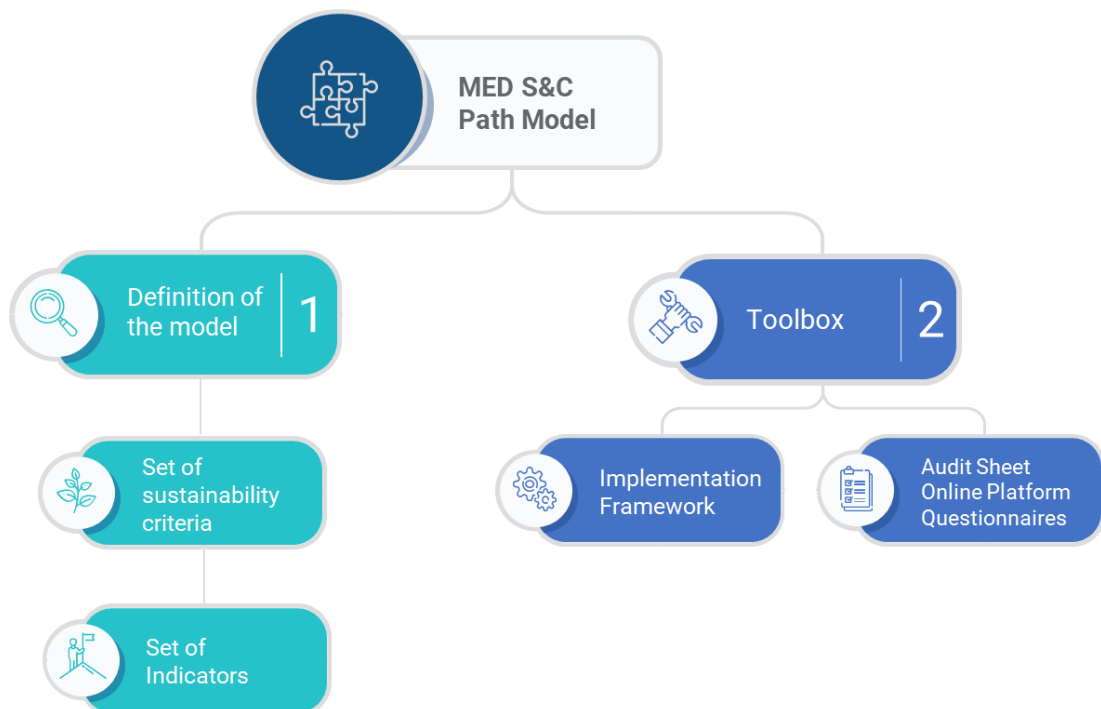 MED S&C
Path Model
Definition of
the model
1
Toolbox
2
Set of
sustainability
criteria
Implementation
Framework
Audit Sheet
Online Platform
Questionnaires
Set of
Indicators